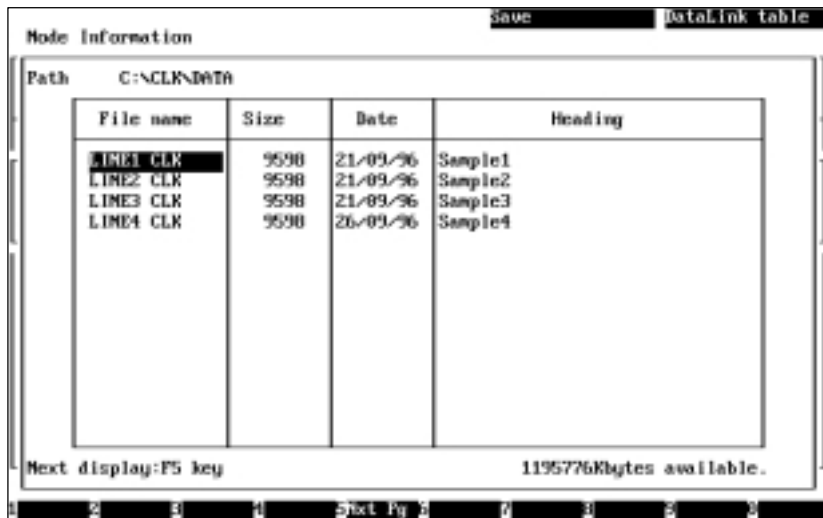 Save DataLink table
Node Information
Path C:\CLK\DATA
File name Size Date Heading
LINE1 CLK 9598 21/09/96 Sample1
LINE2 CLK 9598 21/09/96 Sample2
LINE3 CLK 9598 21/09/96 Sample3
LINE4 CLK 9598 26/09/96 Sample4
Next display:F5 key 1195776Kbytes available.
1 2 3 4 5Nxt Pg 6 7 8 9